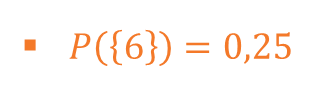 ▪ P({6}) = 0,25